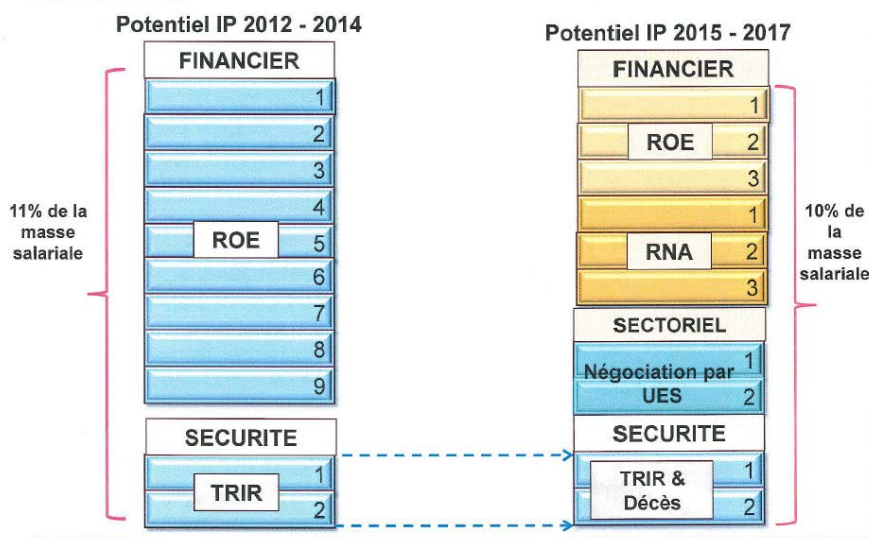 Potentiel IP 2012 - 2014
FINANCIER
1
2
3
4
ROE 5
6
7
8
9
SECURITE
1
TRIR
2
11% de la
masse
salariale
Potentiel IP 2015 - 2017
FINANCIER
1
ROE 2
3
1
RNA 2
3
SECTORIEL
1
Négociation par
UES
2
SECURITE
1
TRIR &
Décès
2
10% de
la
masse
salariale